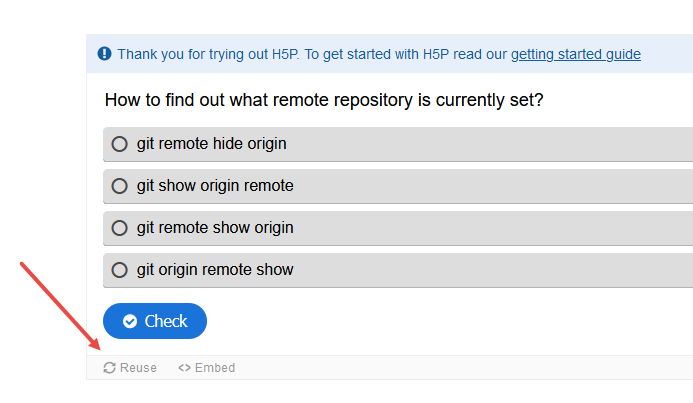 Thank you for trying out H5P. To get started with H5P read our getting started guide
How to find out what remote repository is currently set?
git remote hide origin
git show origin remote
git remote show origin
git origin remote show
Check
Reuse <> Embed